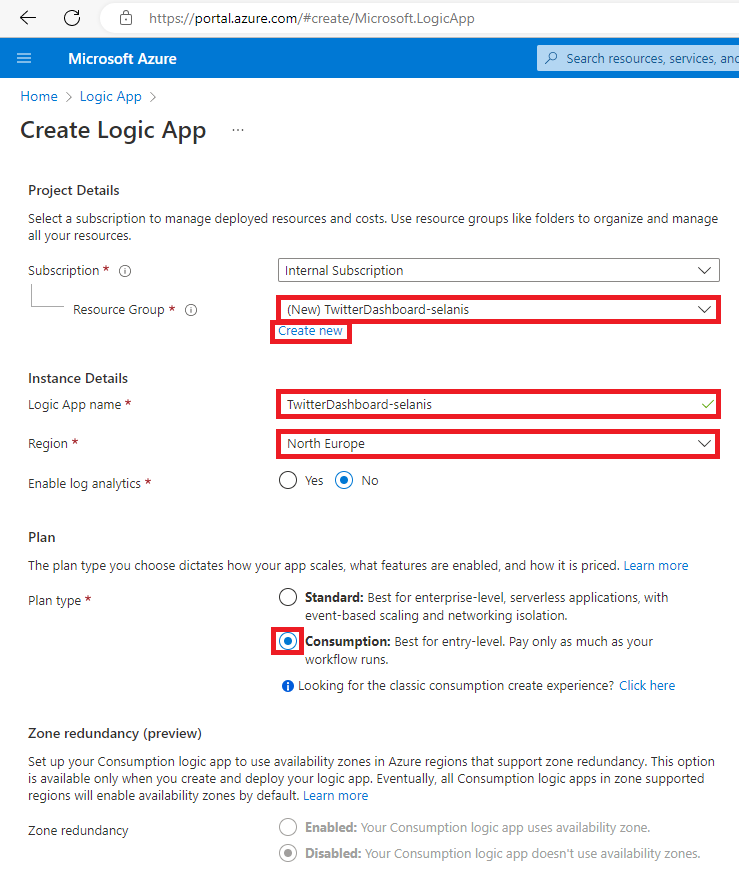 https://portal.azure.com/#create/Microsoft.LogicApp
Microsoft Azure
Search resources, services, and
Home > Logic App >
Create Logic App ...
Project Details
Select a subscription to manage deployed resources and costs. Use resource groups like folders to organize and manage
all your resources.
Subscription *
Internal Subscription
Resource Group *
(New) TwitterDashboard-selanis
Create new
Instance Details
Logic App name *
TwitterDashboard-selanis
Region *
North Europe
Enable log analytics *
Yes
No
Plan
The plan type you choose dictates how your app scales, what features are enabled, and how it is priced. Learn more
Plan type *
Standard: Best for enterprise-level, serverless applications, with
event-based scaling and networking isolation.
Consumption: Best for entry-level. Pay only as much as your
workflow runs.
Looking for the classic consumption create experience? Click here
Zone redundancy (preview)
Set up your Consumption logic app to use availability zones in Azure regions that support zone redundancy. This option
is available only when you create and deploy your logic app. Eventually, all Consumption logic apps in zone supported
regions will enable availability zones by default. Learn more
Zone redundancy
Enabled: Your Consumption logic app uses availability zone.
Disabled: Your Consumption logic app doesn't use availability zones.